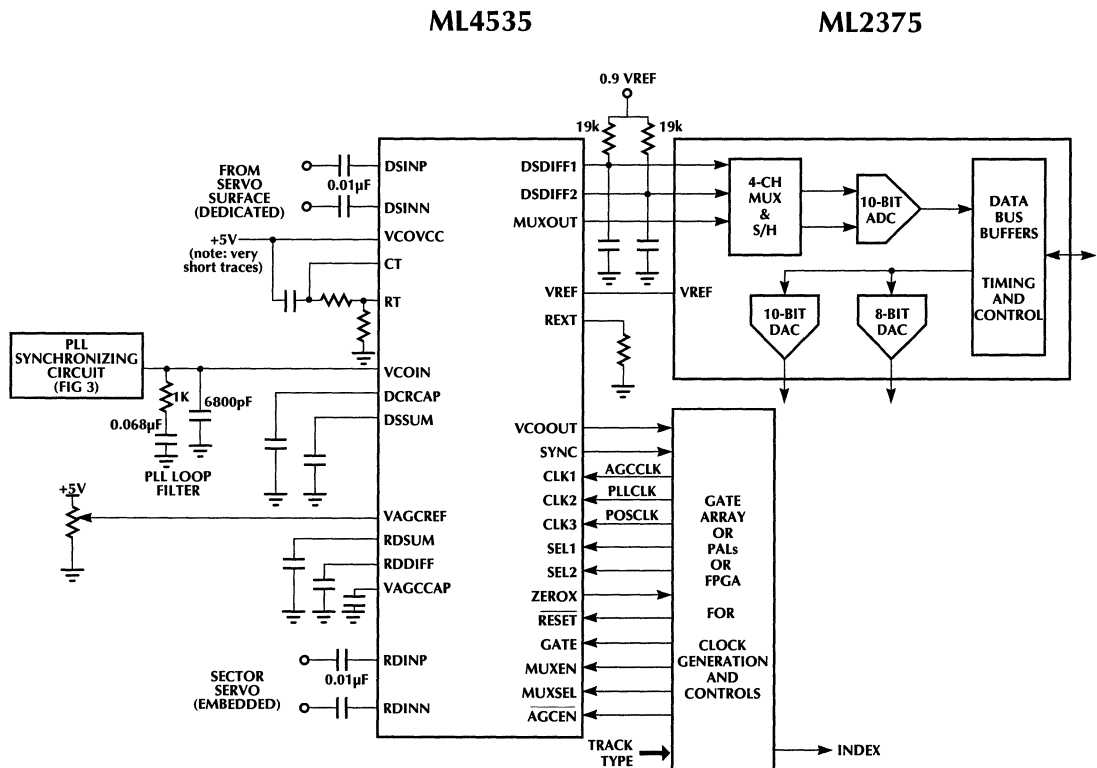 ML4535
ML2375
0.9 VREF
19k
19k
FROM
SERVO
SURFACE
(DEDICATED)
0.01µF
DSINP
DSINN
+5V
(note: very
short traces)
VCOVCC
CT
RT
PLL
SYNCHRONIZING
CIRCUIT
(FIG 3)
1K
6800pF
0.068µF
PLL LOOP
FILTER
VCOIN
DCRCAP
DSSUM
+5V
VAGCREF
RDSUM
RDDIFF
VAGCCAP
SECTOR
SERVO
(EMBEDDED)
0.01µF
RDINP
RDINN
DSDIFF1
DSDIFF2
MUXOUT
VREF
REXT
VCOOUT
SYNC
CLK1
CLK2
CLK3
SEL1
SEL2
ZEROX
RESET
GATE
MUXEN
MUXSEL
AGCEN
AGCCLK
PLLCLK
POSCLK
VREF
4-CH
MUX
&
S/H
10-BIT
ADC
DATA
BUS
BUFFERS
TIMING
AND
CONTROL
10-BIT
DAC
8-BIT
DAC
GATE
ARRAY
OR
PALs
OR
FPGA
FOR
CLOCK
GENERATION
AND
CONTROLS
TRACK
TYPE
INDEX